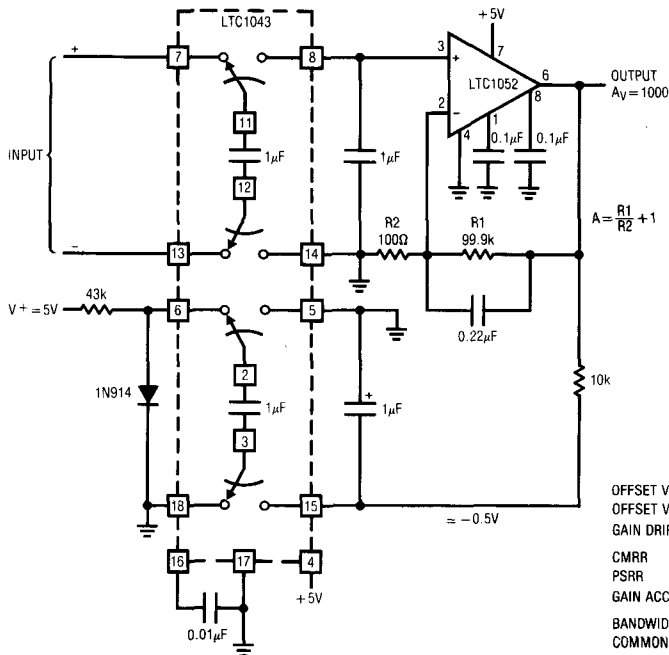 LTC1043
+5V
7
8
3
+
7
+
LTC1052
6
OUTPUT
AV=1000
2
−
8
11
4
1
0.1µF
0.1µF
1µF
1µF
INPUT
12
R2
100Ω
R1
99.9k
A = R1/R2 + 1
−
13
14
V+ = 5V
43k
6
5
0.22µF
2
1N914
1µF
+
1µF
10k
3
18
15
≃ −0.5V
16
17
4
+5V
0.01µF
OFFSET V
OFFSET V
GAIN DRI
CMRR
PSRR
GAIN ACC
BANDWID
COMMON